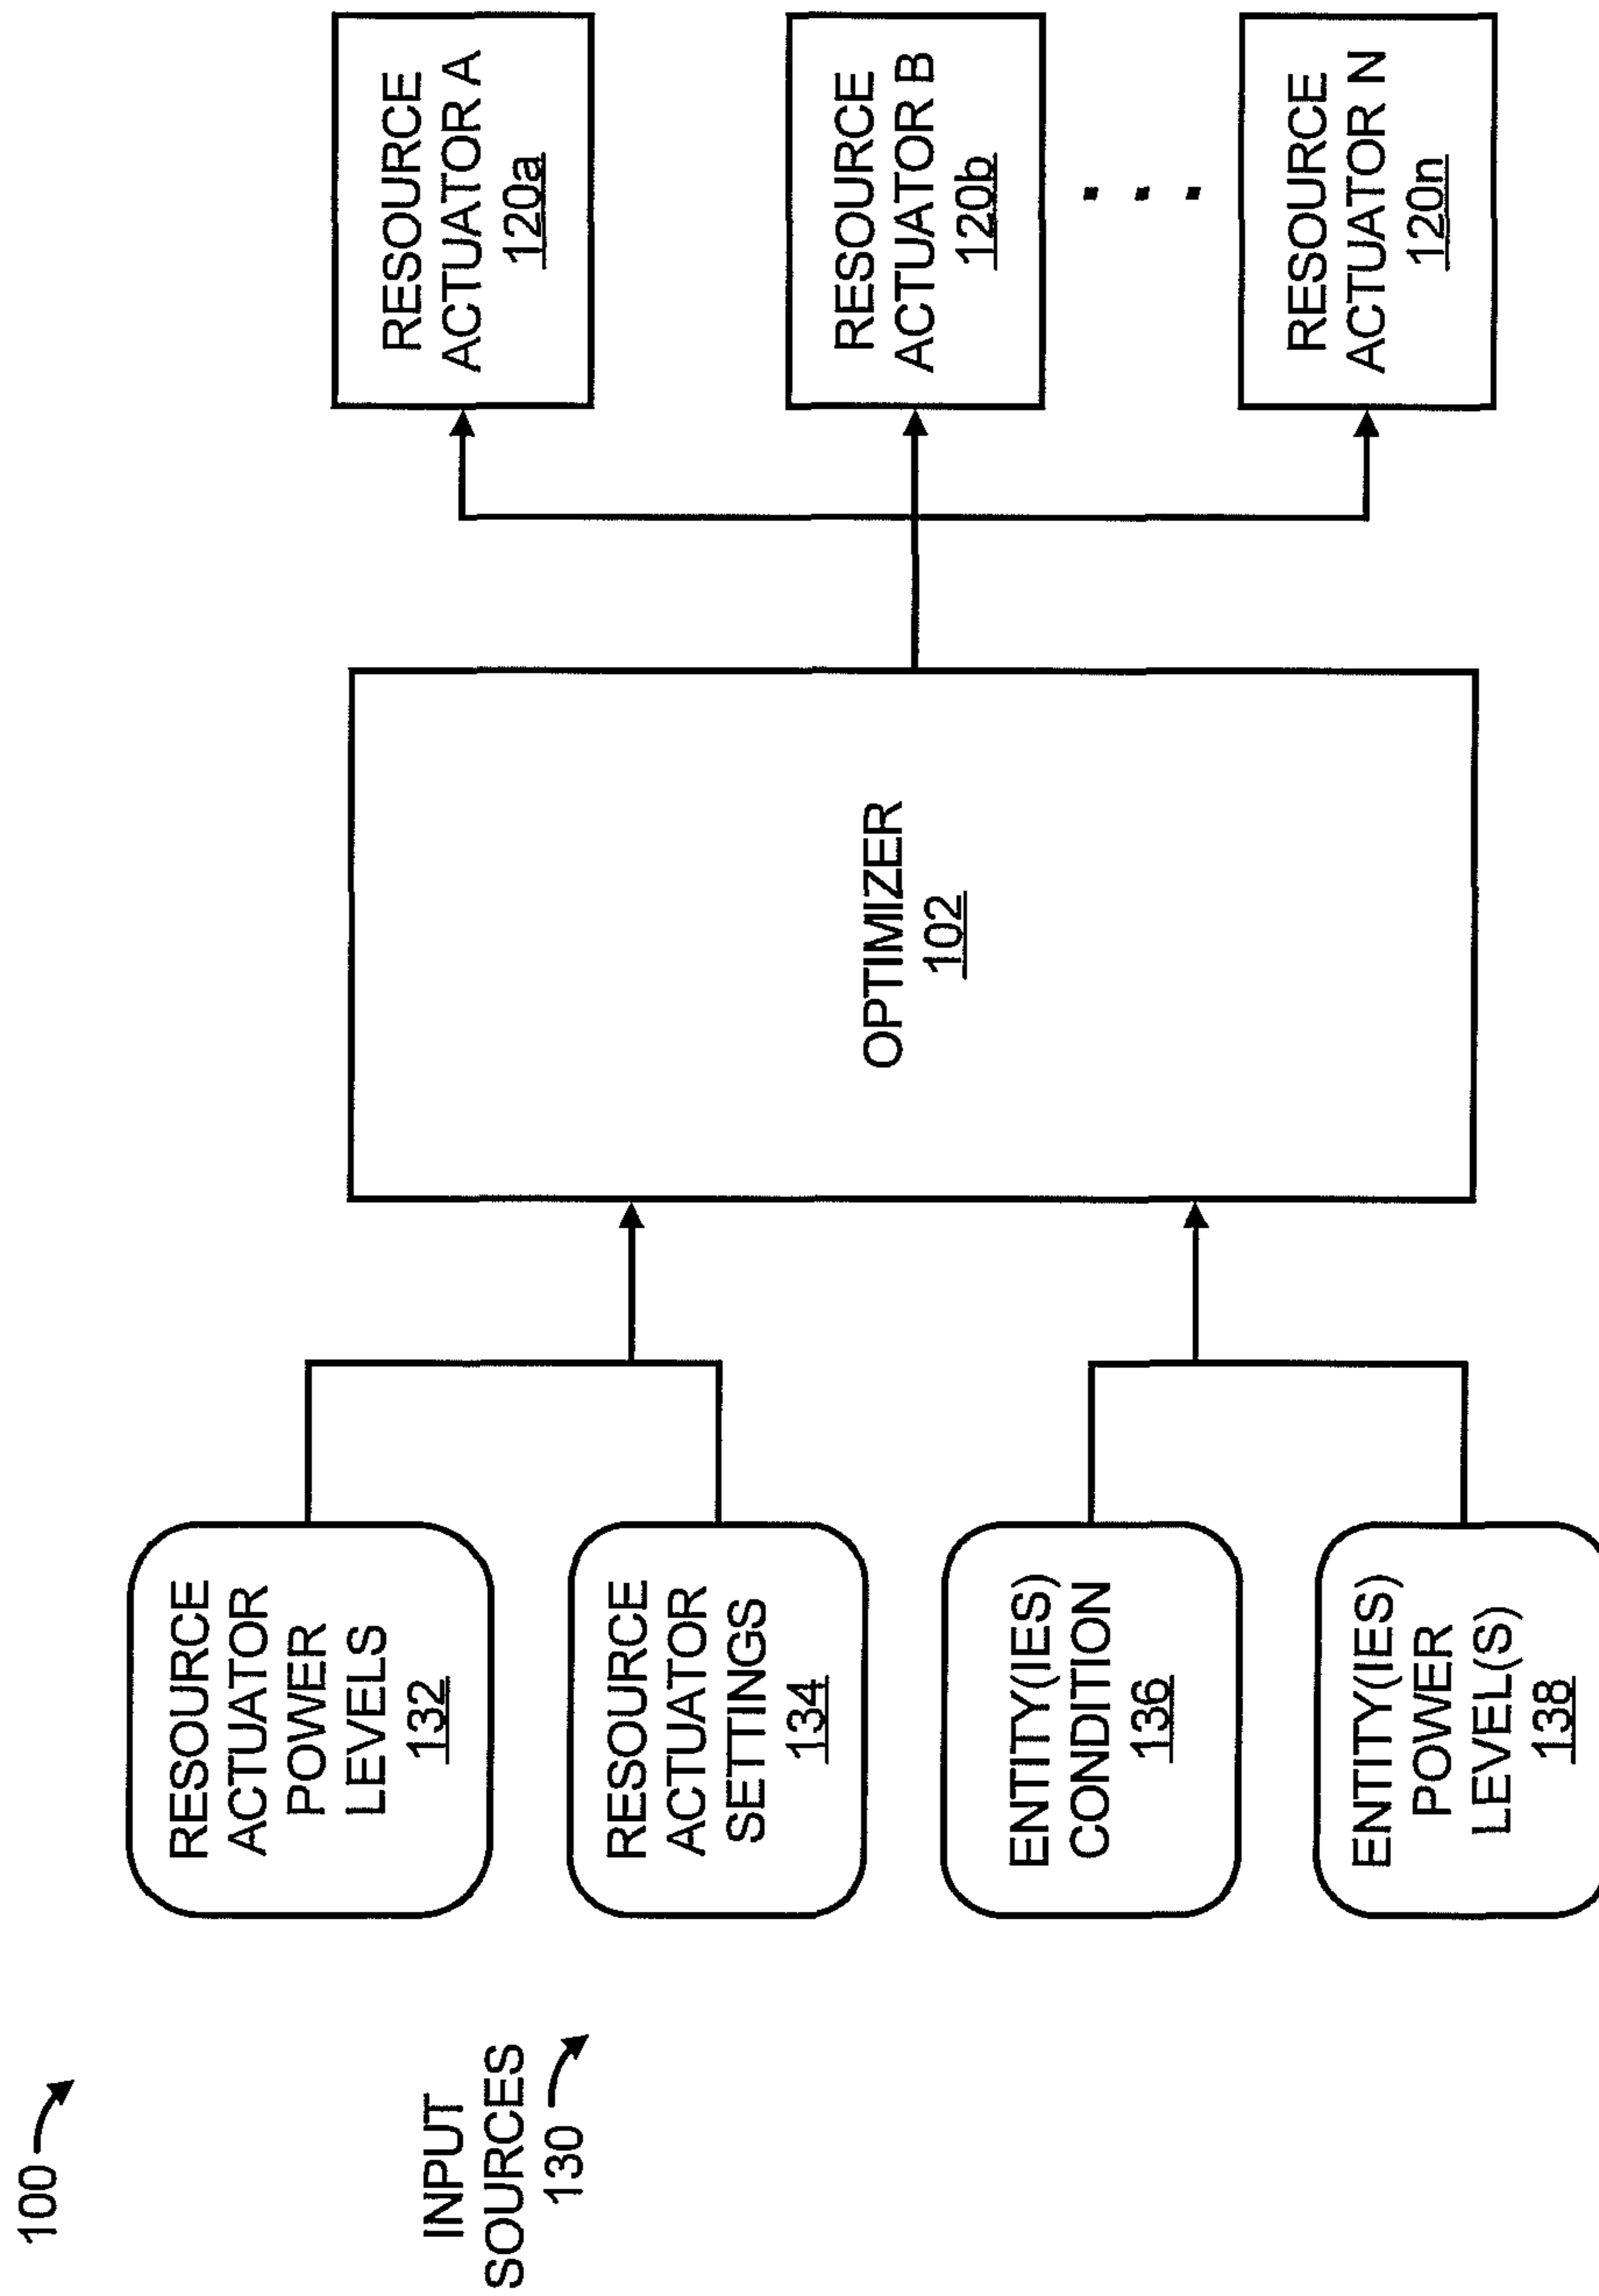 100
INPUT
SOURCES
130
RESOURCE
ACTUATOR
POWER
LEVELS
132
RESOURCE
ACTUATOR
SETTINGS
134
ENTITY(IES)
CONDITION
136
ENTITY(IES)
POWER
LEVEL(S)
138
OPTIMIZER
102
RESOURCE
ACTUATOR A
120a
RESOURCE
ACTUATOR B
120b
. . .
RESOURCE
ACTUATOR N
120n